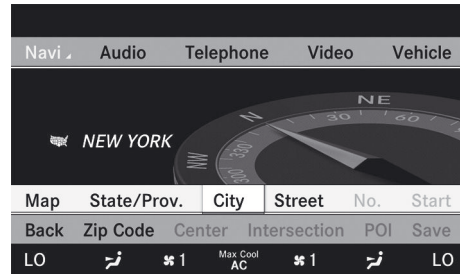 Navi Audio Telephone Video Vehicle
NE
N 30 60
NEW YORK
NW 330
Map State/Prov. City Street No. Start
Back Zip Code Center Intersection POI Save
LO 1 Max Cool AC 1 LO